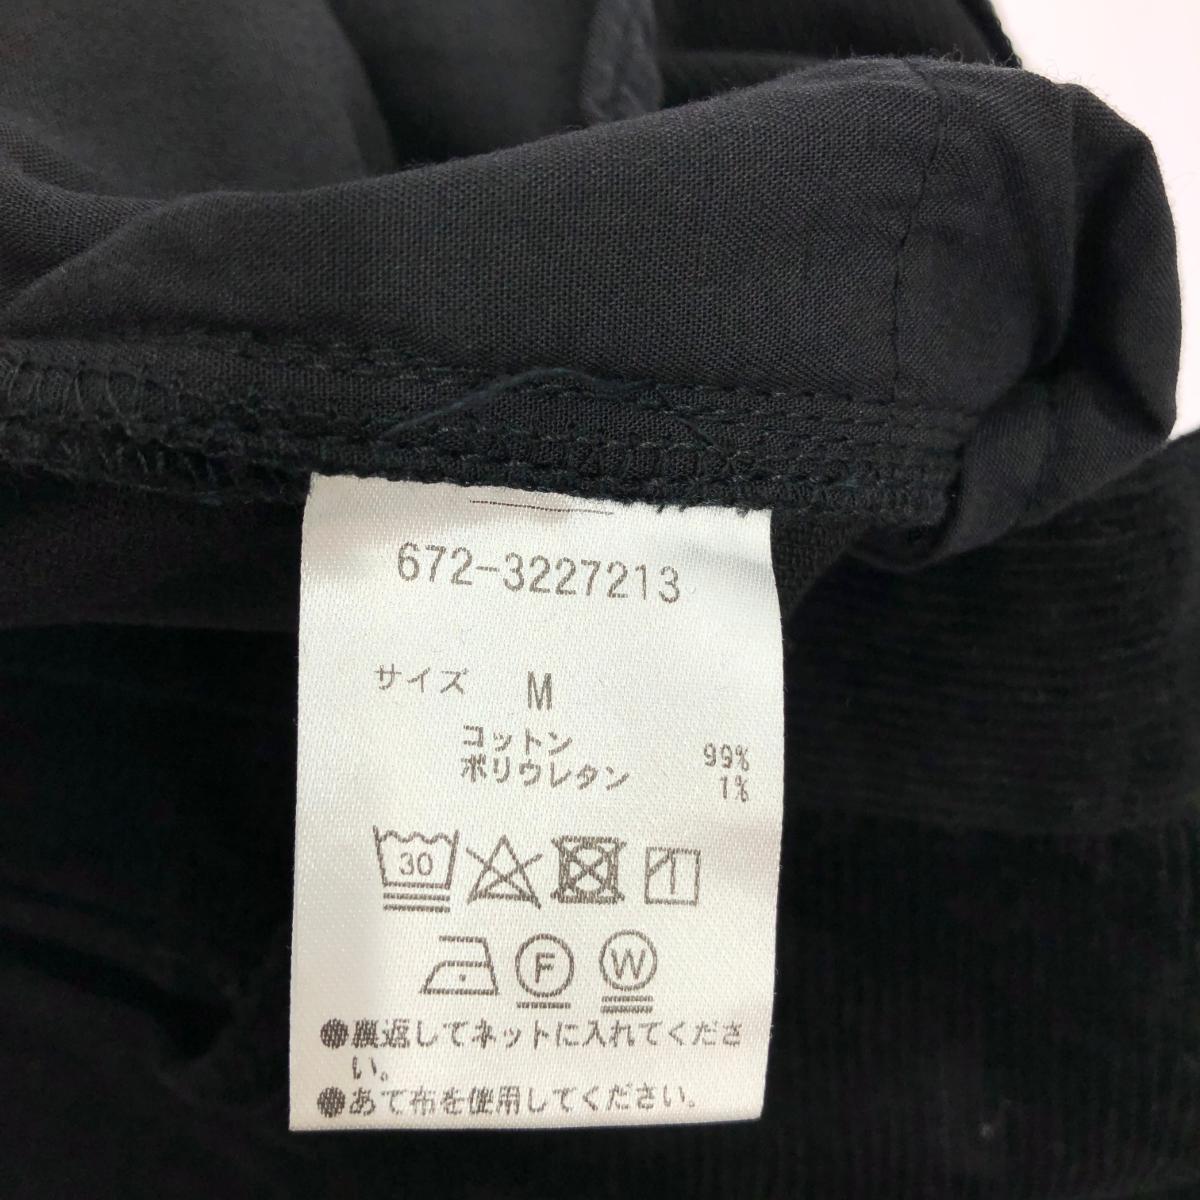 672-3227213
サイズ M
コットン 99%
ポリウレタン 1%
30
F W
●裏返してネットに入れてくださ
い。
●あて布を使用してください。